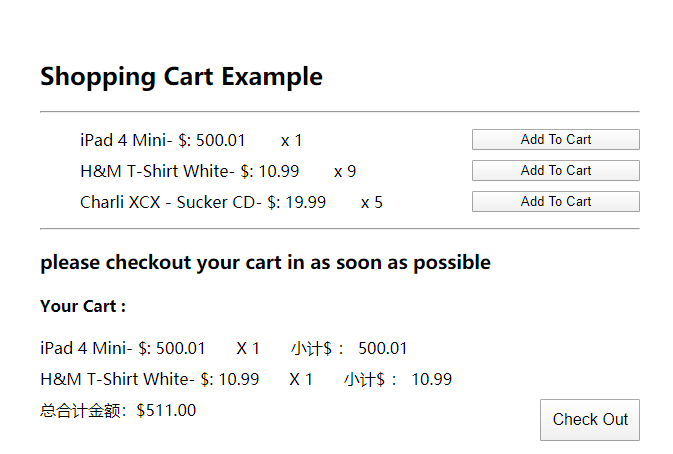 Shopping Cart Example
iPad 4 Mini- $: 500.01 x 1 Add To Cart
H&M T-Shirt White- $: 10.99 x 9 Add To Cart
Charli XCX - Sucker CD- $: 19.99 x 5 Add To Cart
please checkout your cart in as soon as possible
Your Cart :
iPad 4 Mini- $: 500.01 X 1 小计$ : 500.01
H&M T-Shirt White- $: 10.99 X 1 小计$ : 10.99
总合计金额：$511.00
Check Out